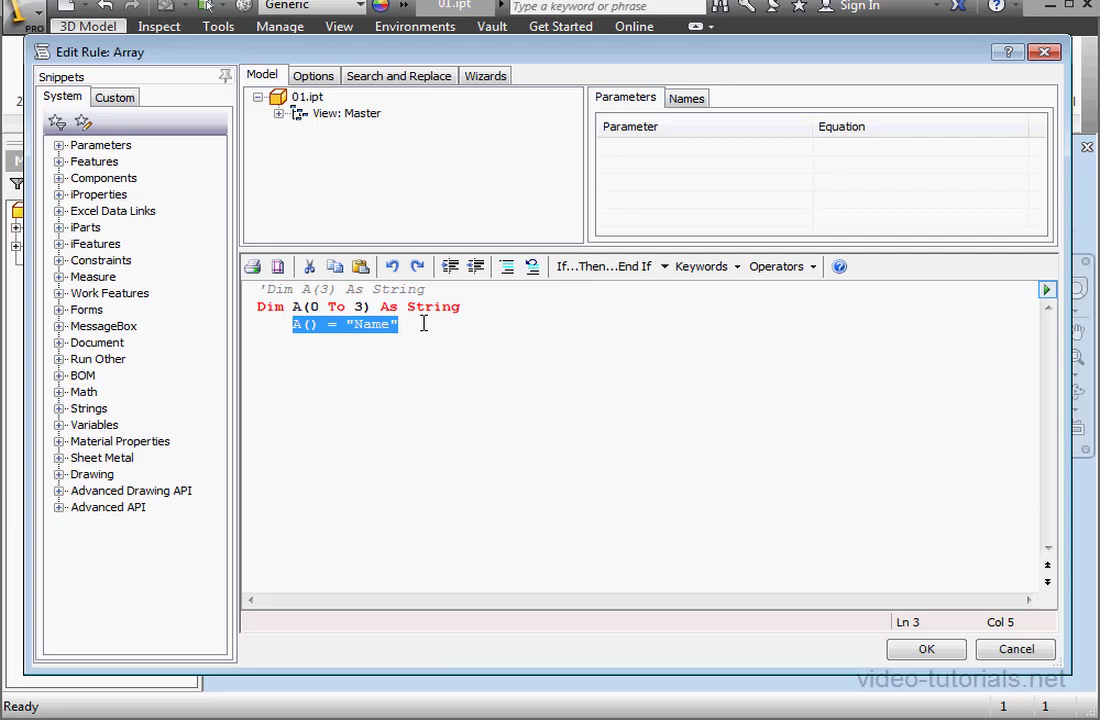 PRO
Generic
01.ipt
Type a keyword or phrase
Sign In
3D Model Inspect Tools Manage View Environments Vault Get Started Online
Edit Rule: Array
Snippets
System Custom
Parameters
Features
Components
iProperties
Excel Data Links
iParts
iFeatures
Constraints
Measure
Work Features
Forms
MessageBox
Document
Run Other
BOM
Math
Strings
Variables
Material Properties
Sheet Metal
Drawing
Advanced Drawing API
Advanced API
Model Options Search and Replace Wizards
01.ipt
View: Master
Parameters Names
Parameter Equation
If...Then...End If Keywords Operators
'Dim A(3) As String
Dim A(0 To 3) As String
A() = "Name"
Ln 3 Col 5
OK Cancel
video-tutorials.net
Ready 1 1